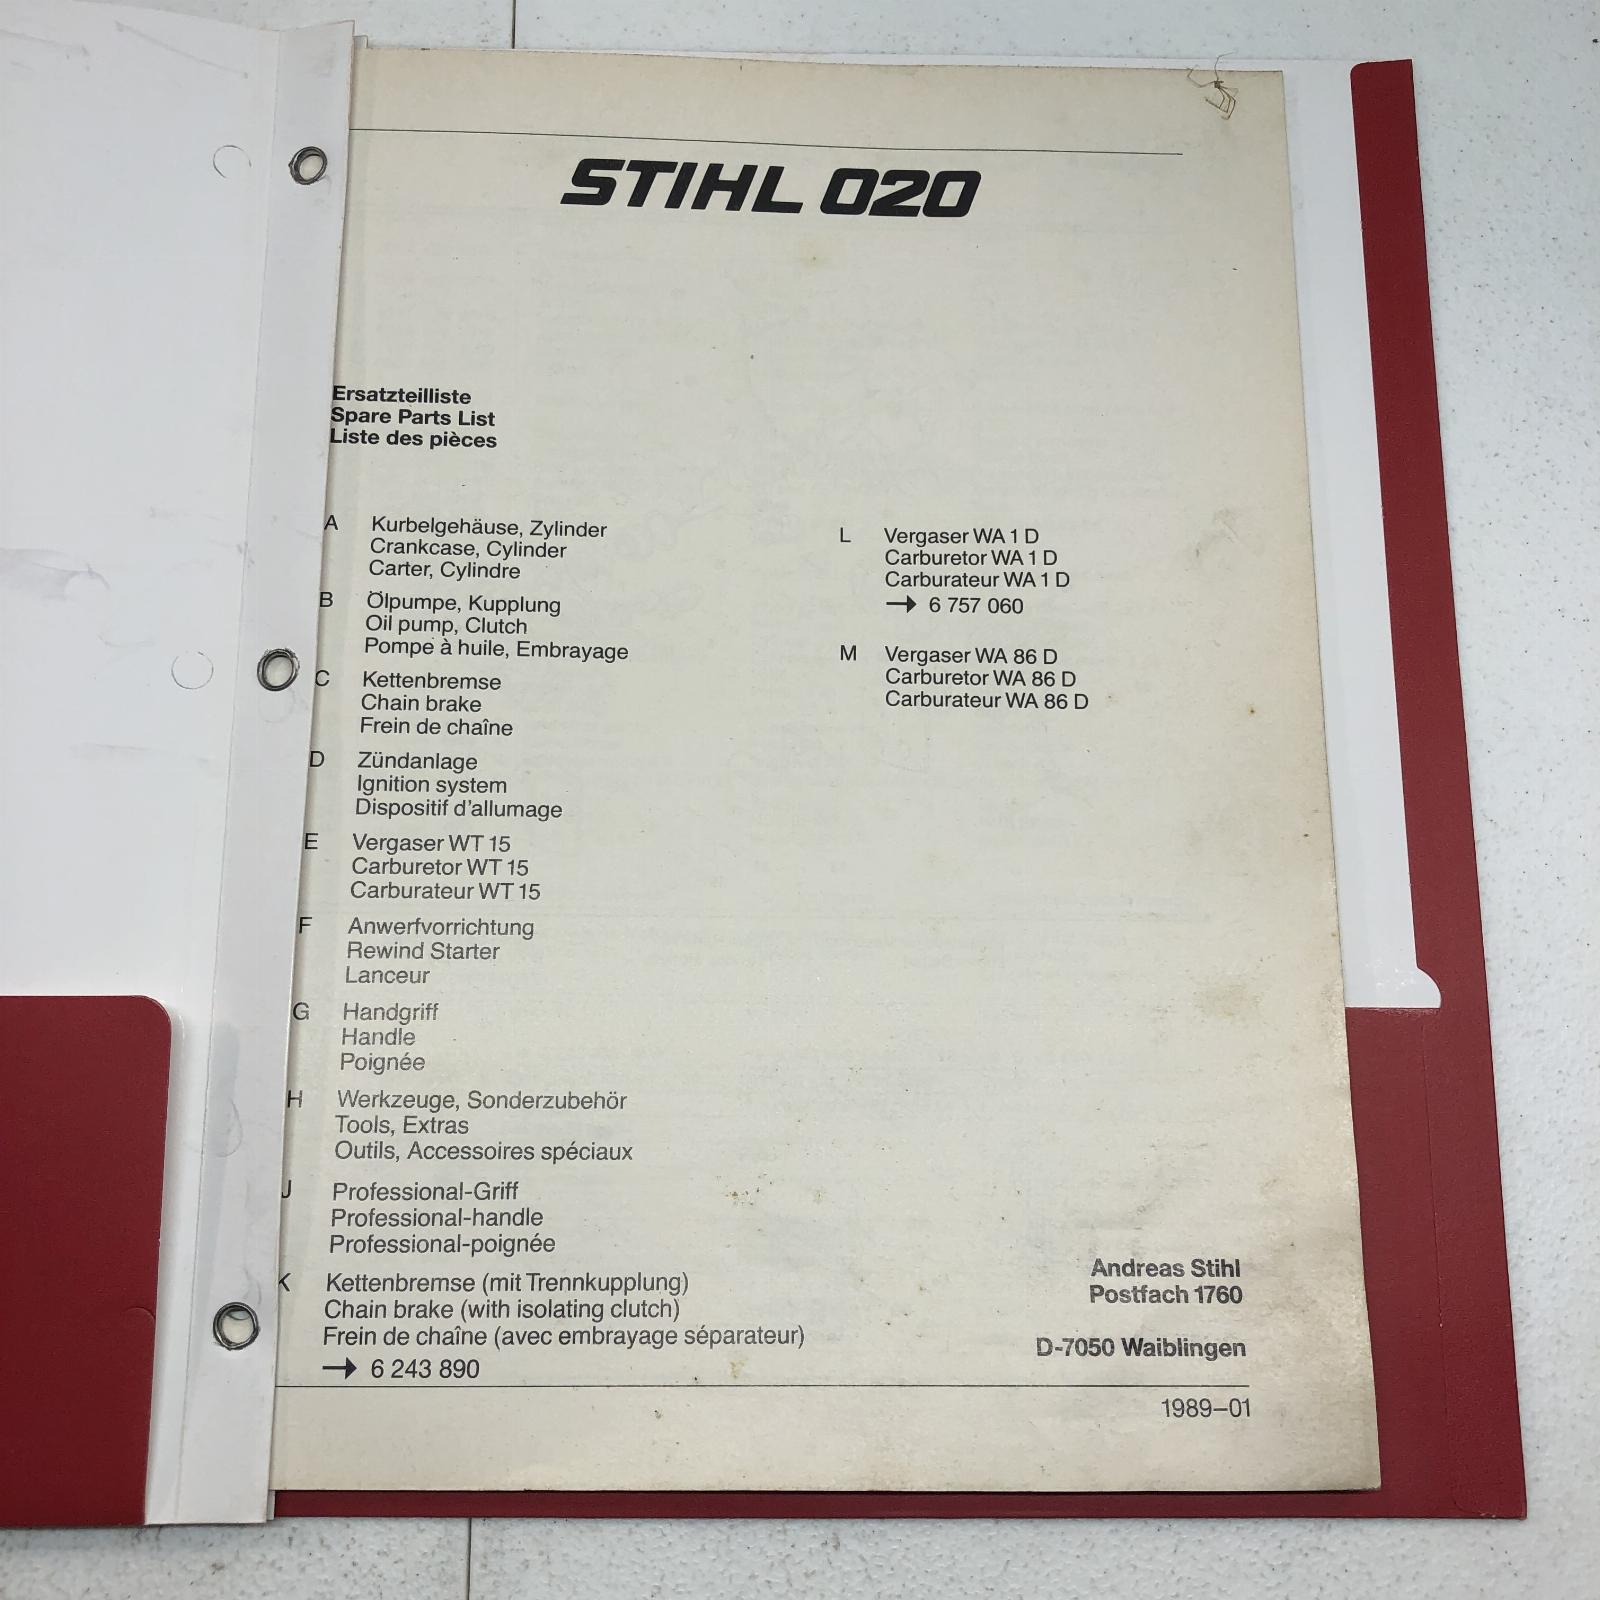 STIHL 020
Ersatzteilliste
Spare Parts List
Liste des pièces
A Kurbelgehäuse, Zylinder
Crankcase, Cylinder
Carter, Cylindre
B Ölpumpe, Kupplung
Oil pump, Clutch
Pompe à huile, Embrayage
C Kettenbremse
Chain brake
Frein de chaîne
D Zündanlage
Ignition system
Dispositif d'allumage
E Vergaser WT 15
Carburetor WT 15
Carburateur WT 15
F Anwerfvorrichtung
Rewind Starter
Lanceur
G Handgriff
Handle
Poignée
H Werkzeuge, Sonderzubehör
Tools, Extras
Outils, Accessoires spéciaux
J Professional-Griff
Professional-handle
Professional-poignée
K Kettenbremse (mit Trennkupplung)
Chain brake (with isolating clutch)
Frein de chaîne (avec embrayage séparateur)
→ 6 243 890
L Vergaser WA 1 D
Carburetor WA 1 D
Carburateur WA 1 D
→ 6 757 060
M Vergaser WA 86 D
Carburetor WA 86 D
Carburateur WA 86 D
Andreas Stihl
Postfach 1760
D-7050 Waiblingen
1989–01